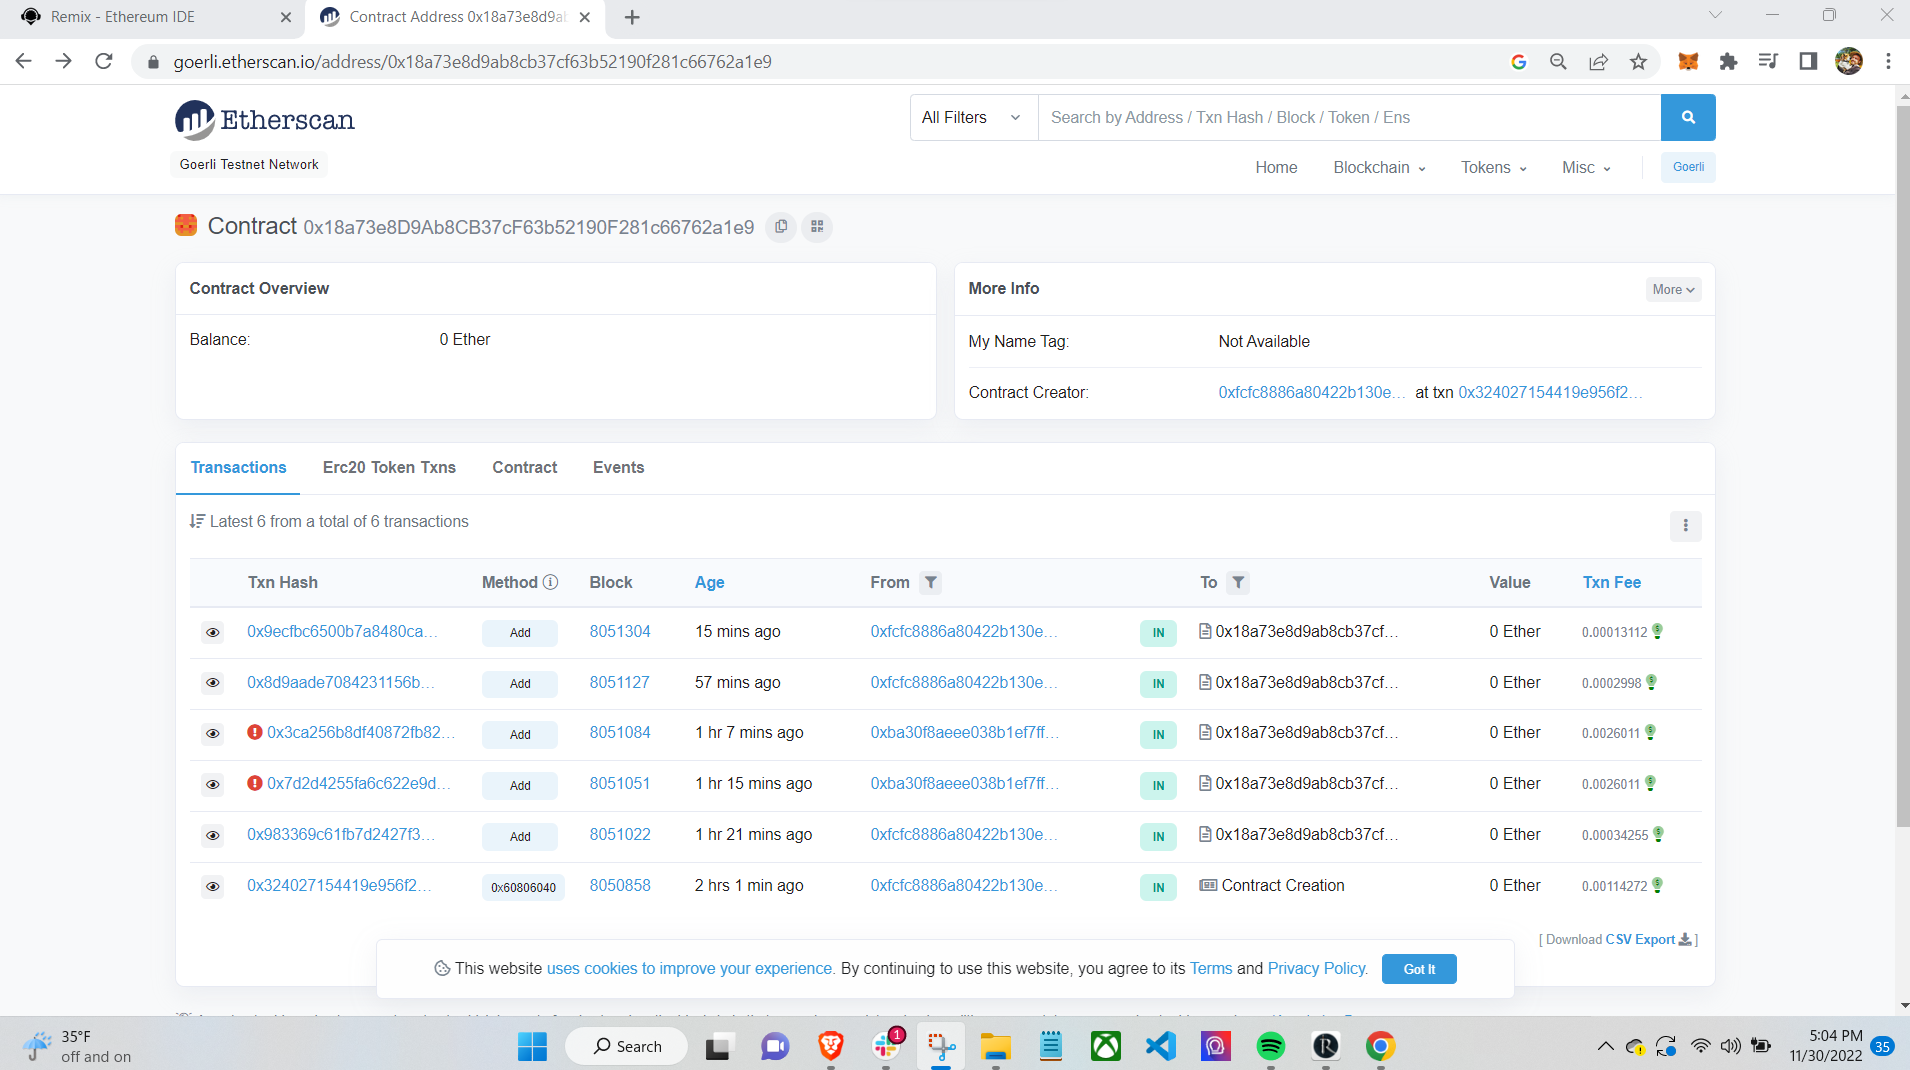 Remix - Ethereum IDE
Contract Address 0x18a73e8d9ab
goerli.etherscan.io/address/0x18a73e8d9ab8cb37cf63b52190f281c66762a1e9
Etherscan
All Filters
Search by Address / Txn Hash / Block / Token / Ens
Goerli Testnet Network
Home Blockchain Tokens Misc Goerli
Contract 0x18a73e8D9Ab8CB37cF63b52190F281c66762a1e9
Contract Overview
Balance: 0 Ether
More Info
More
My Name Tag: Not Available
Contract Creator: 0xfcfc8886a80422b130e... at txn 0x324027154419e956f2...
Transactions Erc20 Token Txns Contract Events
Latest 6 from a total of 6 transactions
Txn Hash Method Block Age From To Value Txn Fee
0x9ecfbc6500b7a8480ca... Add 8051304 15 mins ago 0xfcfc8886a80422b130e... IN 0x18a73e8d9ab8cb37cf... 0 Ether 0.00013112
0x8d9aade7084231156b... Add 8051127 57 mins ago 0xfcfc8886a80422b130e... IN 0x18a73e8d9ab8cb37cf... 0 Ether 0.0002998
0x3ca256b8df40872fb82... Add 8051084 1 hr 7 mins ago 0xba30f8aeee038b1ef7ff... IN 0x18a73e8d9ab8cb37cf... 0 Ether 0.0026011
0x7d2d4255fa6c622e9d... Add 8051051 1 hr 15 mins ago 0xba30f8aeee038b1ef7ff... IN 0x18a73e8d9ab8cb37cf... 0 Ether 0.0026011
0x983369c61fb7d2427f3... Add 8051022 1 hr 21 mins ago 0xfcfc8886a80422b130e... IN 0x18a73e8d9ab8cb37cf... 0 Ether 0.00034255
0x324027154419e956f2... 0x60806040 8050858 2 hrs 1 min ago 0xfcfc8886a80422b130e... IN Contract Creation 0 Ether 0.00114272
[ Download CSV Export ]
This website uses cookies to improve your experience. By continuing to use this website, you agree to its Terms and Privacy Policy. Got It
35°F
off and on
Search
1
5:04 PM
11/30/2022
35